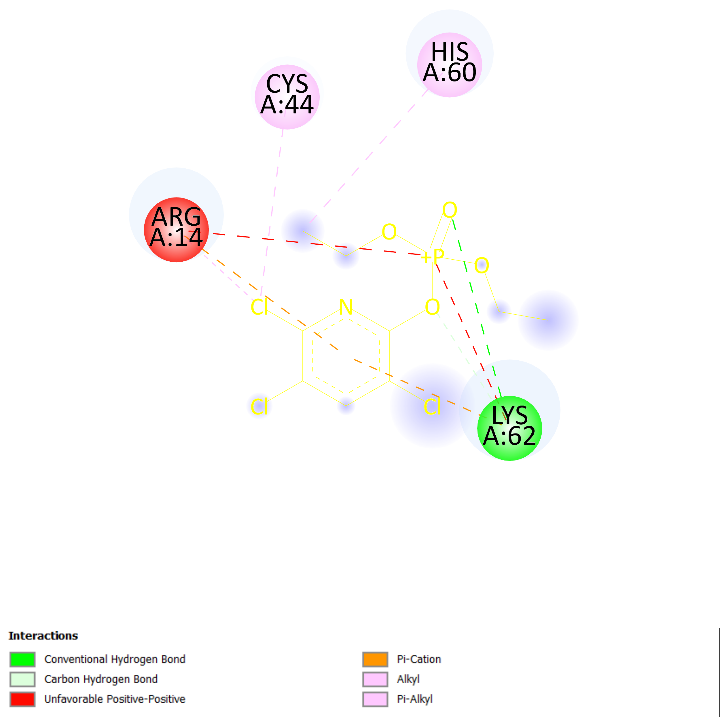 HIS
A:60
CYS
A:44
ARG
A:14
O
O
+P
O
Cl
N
O
Cl
Cl
LYS
A:62
Interactions
Conventional Hydrogen Bond
Carbon Hydrogen Bond
Unfavorable Positive-Positive
Pi-Cation
Alkyl
Pi-Alkyl